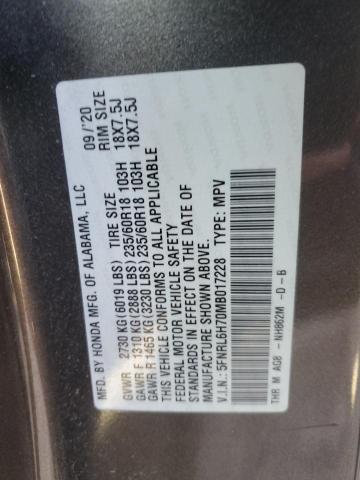 MFD. BY HONDA MFG. OF ALABAMA, LLC 09/'20
GVWR 2730 KG(6019 LBS) TIRE SIZE RIM SIZE
GAWR F 1310 KG(2888 LBS)235/60R18 103H 18X7.5J
GAWR R 1465 KG(3230 LBS)235/60R18 103H 18X7.5J
THIS VEHICLE CONFORMS TO ALL APPLICABLE
FEDERAL MOTOR VEHICLE SAFETY
STANDARDS IN EFFECT ON THE DATE OF
MANUFACTURE SHOWN ABOVE.
V.I.N.: 5FNRL6H70MB017228 TYPE: MPV
THR M AG8 - NH862M -D -B